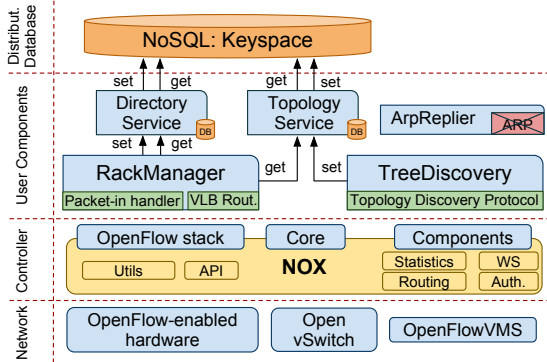 Distribut.
Database
NoSQL: Keyspace
set
get
get
set
User Components
Directory
Service
DB
Topology
Service
DB
ArpReplier
ARP
set
get
get
set
RackManager
Packet-in handler
VLB Rout.
TreeDiscovery
Topology Discovery Protocol
Controller
OpenFlow stack
Core
Components
Utils
API
NOX
Statistics
WS
Routing
Auth.
Network
OpenFlow-enabled
hardware
Open
vSwitch
OpenFlowVMS